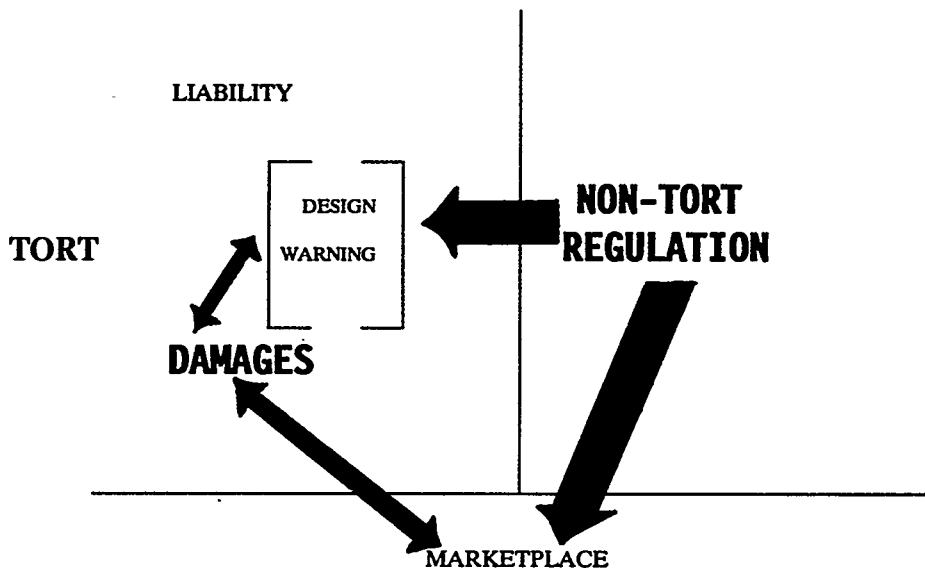 LIABILITY
DESIGN
WARNING
TORT
DAMAGES
NON-TORT
REGULATION
MARKETPLACE